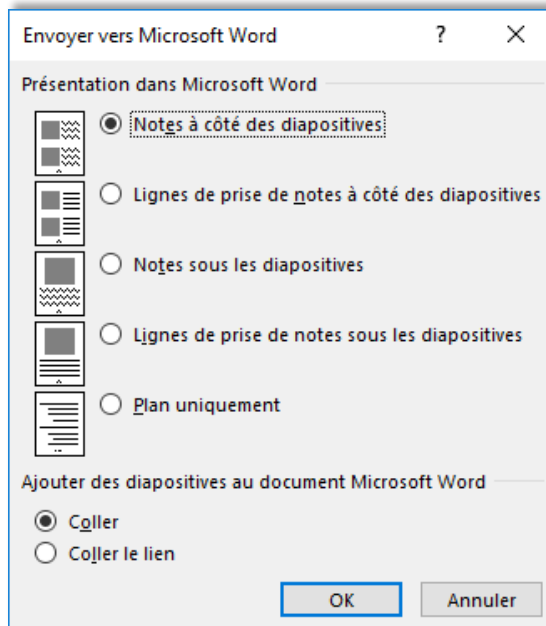 Envoyer vers Microsoft Word ? ×
Présentation dans Microsoft Word
Notes à côté des diapositives
Lignes de prise de notes à côté des diapositives
Notes sous les diapositives
Lignes de prise de notes sous les diapositives
Plan uniquement
Ajouter des diapositives au document Microsoft Word
Coller
Coller le lien
OK Annuler